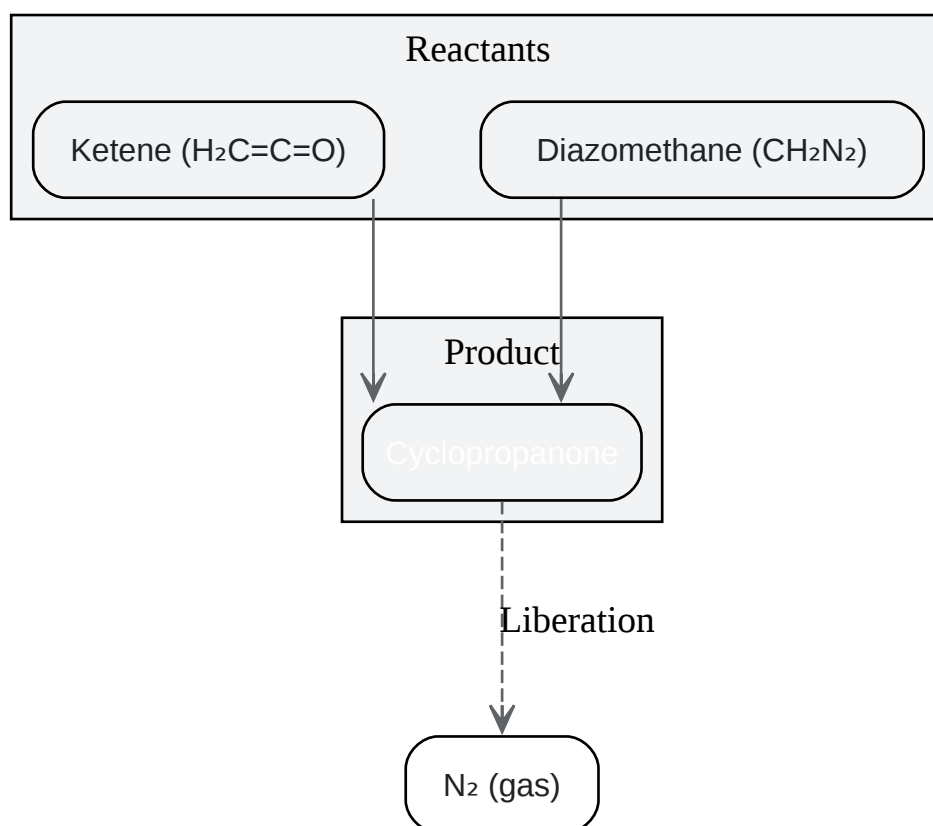 Reactants
Ketene (H₂C=C=O)
Diazomethane (CH₂N₂)
Product
Cyclopropanone
Liberation
N₂ (gas)